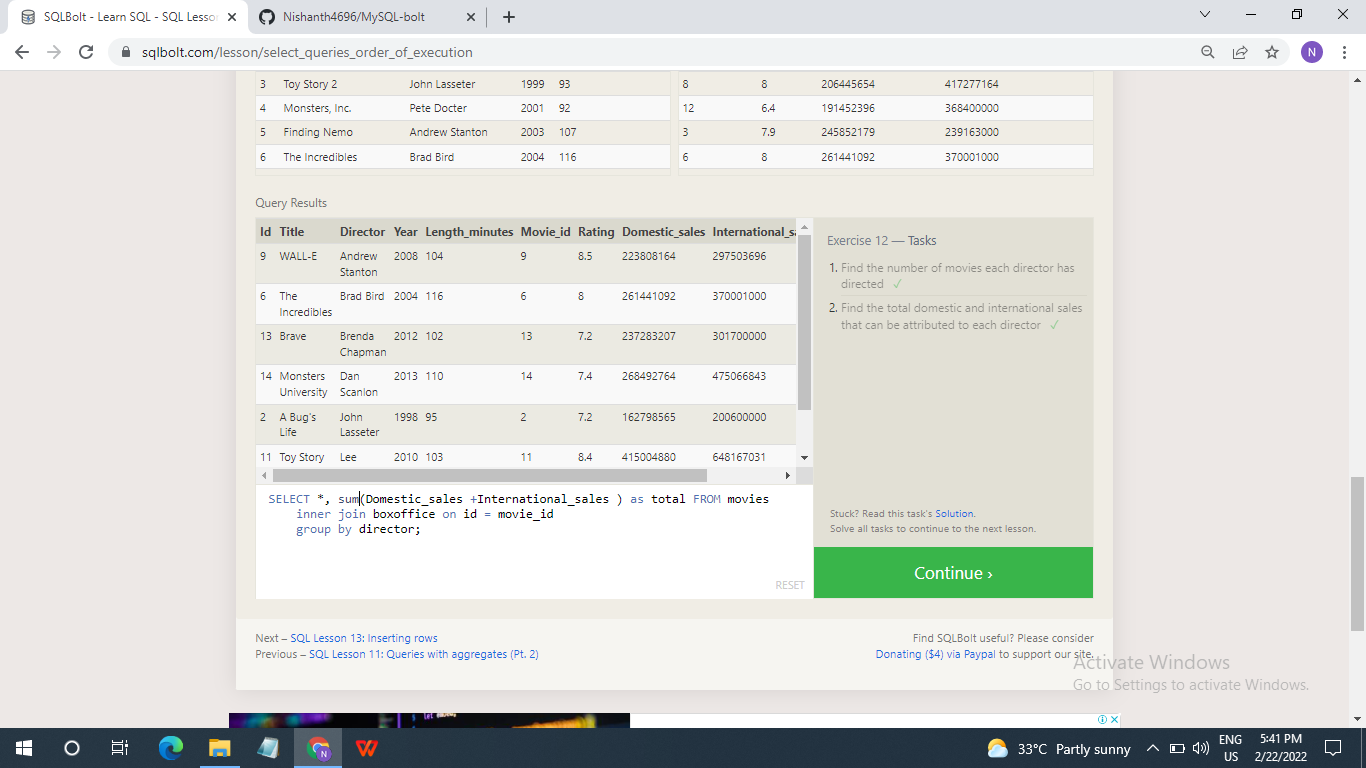 SQLBolt - Learn SQL - SQL Lesso
Nishanth4696/MySQL-bolt
sqlbolt.com/lesson/select_queries_order_of_execution
N
3 Toy Story 2 John Lasseter 1999 93 8 8 206445654 417277164
4 Monsters, Inc. Pete Docter 2001 92 12 6.4 191452396 368400000
5 Finding Nemo Andrew Stanton 2003 107 3 7.9 245852179 239163000
6 The Incredibles Brad Bird 2004 116 6 8 261441092 370001000
Query Results
Id Title Director Year Length_minutes Movie_id Rating Domestic_sales International_sa
9 WALL-E Andrew Stanton 2008 104 9 8.5 223808164 297503696
6 The Incredibles Brad Bird 2004 116 6 8 261441092 370001000
13 Brave Brenda Chapman 2012 102 13 7.2 237283207 301700000
14 Monsters University Dan Scanlon 2013 110 14 7.4 268492764 475066843
2 A Bug's Life John Lasseter 1998 95 2 7.2 162798565 200600000
11 Toy Story Lee 2010 103 11 8.4 415004880 648167031
Exercise 12 — Tasks
1. Find the number of movies each director has
directed ✓
2. Find the total domestic and international sales
that can be attributed to each director ✓
SELECT *, sum(Domestic_sales +International_sales ) as total FROM movies
inner join boxoffice on id = movie_id
group by director;
RESET
Stuck? Read this task's Solution.
Solve all tasks to continue to the next lesson.
Continue ›
Next – SQL Lesson 13: Inserting rows
Previous – SQL Lesson 11: Queries with aggregates (Pt. 2)
Find SQLBolt useful? Please consider
Donating ($4) via Paypal to support our site.
Activate Windows
Go to Settings to activate Windows.
33°C Partly sunny
ENG
US
5:41 PM
2/22/2022